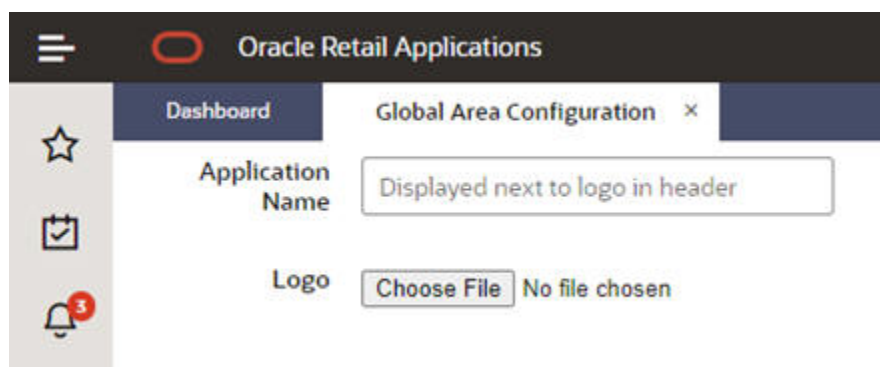 Oracle Retail Applications
Dashboard
Global Area Configuration ×
Application
Name
Displayed next to logo in header
Logo
Choose File No file chosen
3